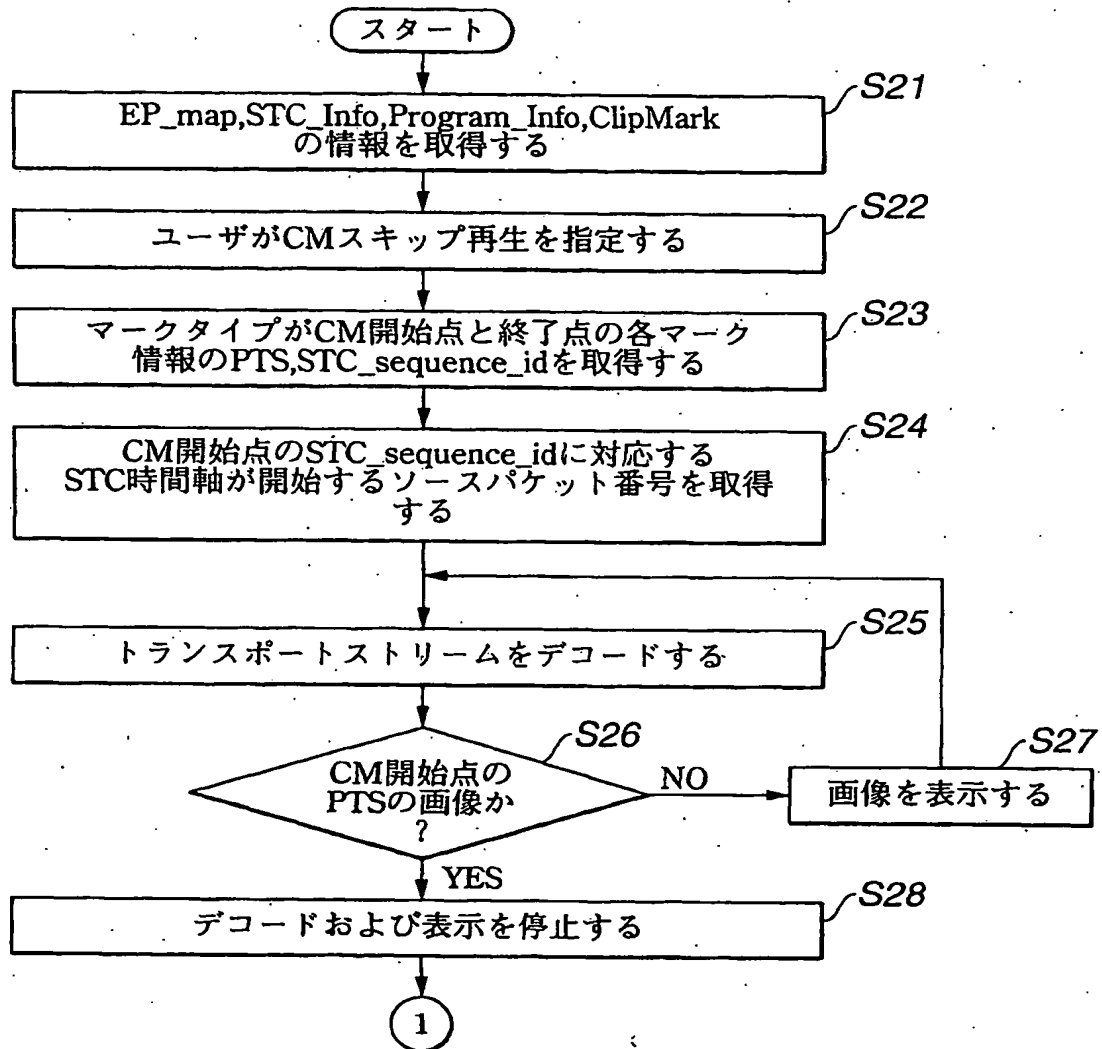 スタート
S21
EP_map,STC_Info,Program_Info,ClipMark
の情報を取得する
S22
ユーザがCMスキップ再生を指定する
S23
マークタイプがCM開始点と終了点の各マーク
情報のPTS,STC_sequence_idを取得する
S24
CM開始点のSTC_sequence_idに対応する
STC時間軸が開始するソースパケット番号を取得
する
S25
トランスポートストリームをデコードする
S26
CM開始点の
PTSの画像か
?
NO
S27
画像を表示する
YES
S28
デコードおよび表示を停止する
1